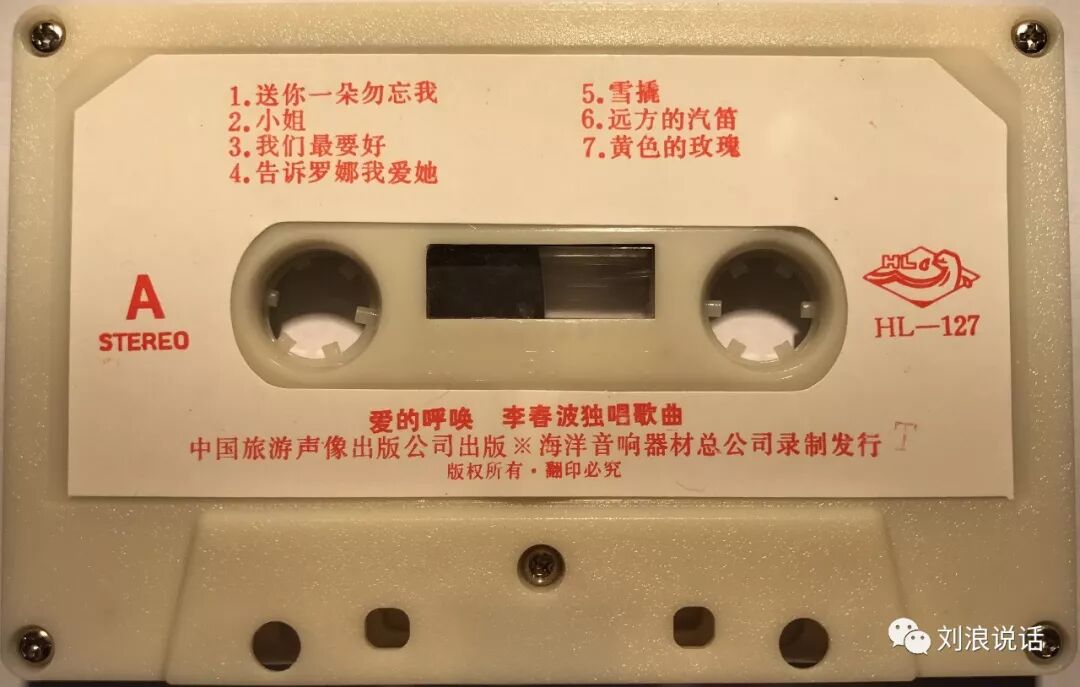 1.送你一朵勿忘我
2.小姐
3.我们最要好
4.告诉罗娜我爱她
5.雪撬
6.远方的汽笛
7.黄色的玫瑰
A
STEREO
HL
HL—127
爱的呼唤 李春波独唱歌曲
中国旅游声像出版公司出版※海洋音响器材总公司录制发行
T
版权所有·翻印必究
刘浪说话